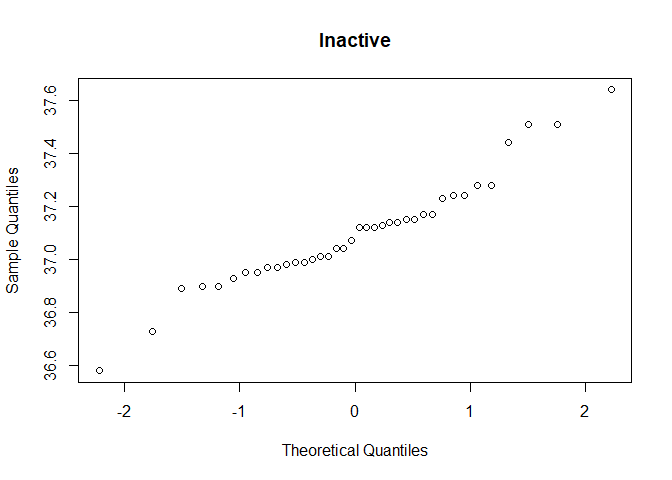 Inactive
Sample Quantiles
37.6
37.4
37.2
37.0
36.8
36.6
-2 -1 0 1 2
Theoretical Quantiles